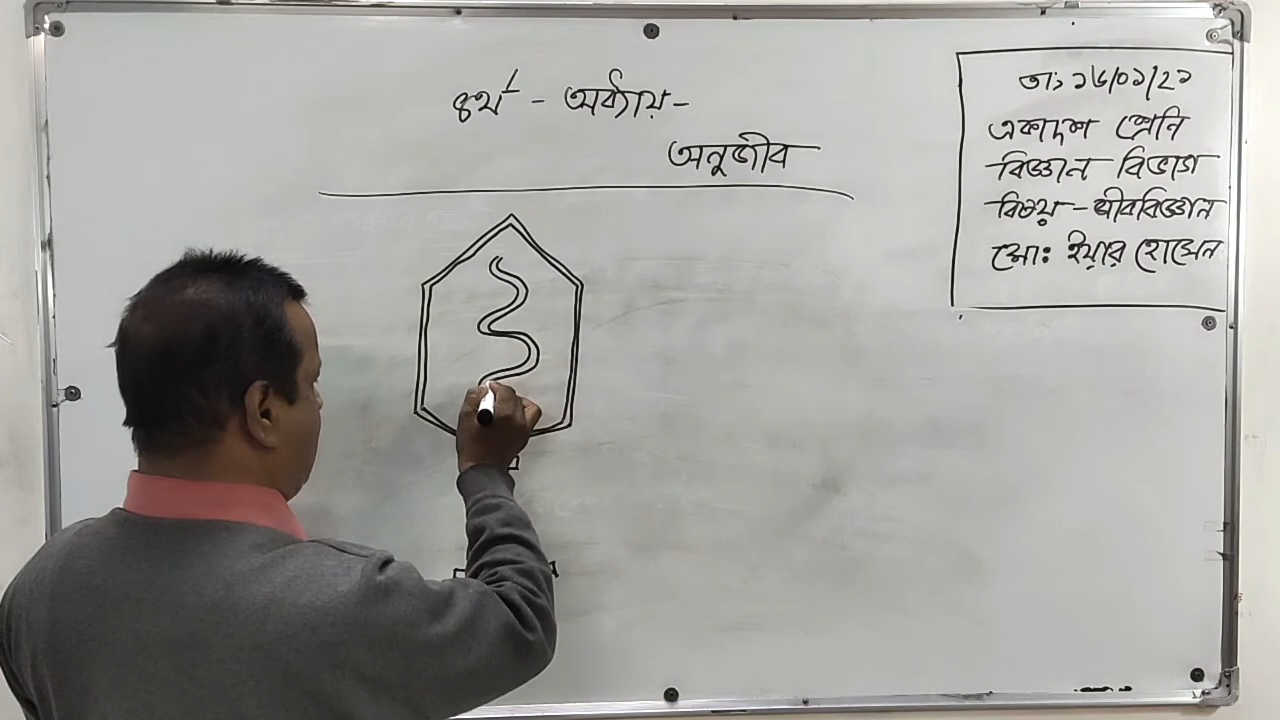 ৪র্থ - অধ্যায় -
অনুজীব
তাং ১৬/০১/২১
একাদশ শ্রেনি
বিজ্ঞান বিভাগ
বিষয় - জীববিজ্ঞান
মোঃ ইয়ার হোসেন